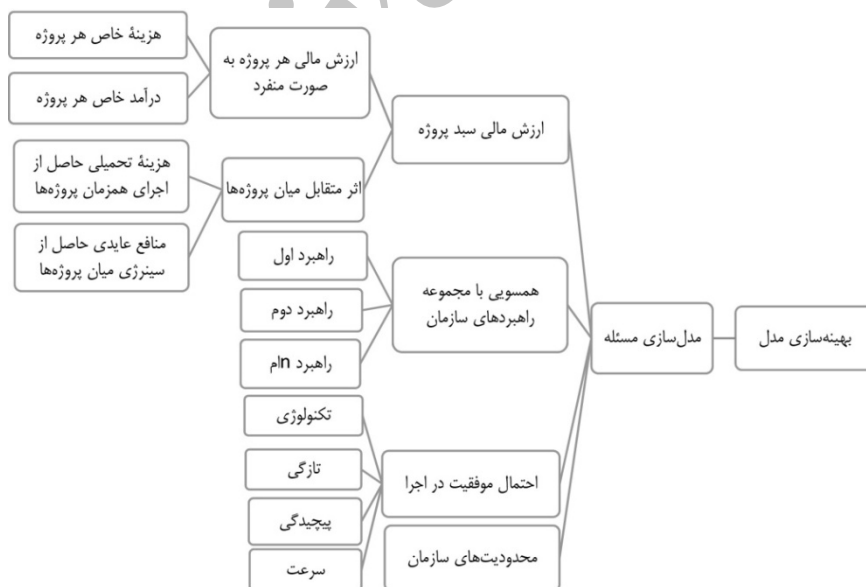 بهینه‌سازی مدل
مدل‌سازی مسئله
ارزش مالی سبد پروژه
ارزش مالی هر پروژه به
صورت منفرد
هزینهٔ خاص هر پروژه
درآمد خاص هر پروژه
اثر متقابل میان پروژه‌ها
هزینهٔ تحمیلی حاصل از
اجرای همزمان پروژه‌ها
منافع عایدی حاصل از
سینرژی میان پروژه‌ها
همسویی با مجموعه
راهبردهای سازمان
راهبرد اول
راهبرد دوم
راهبرد nام
احتمال موفقیت در اجرا
تکنولوژی
تازگی
پیچیدگی
سرعت
محدودیت‌های سازمان